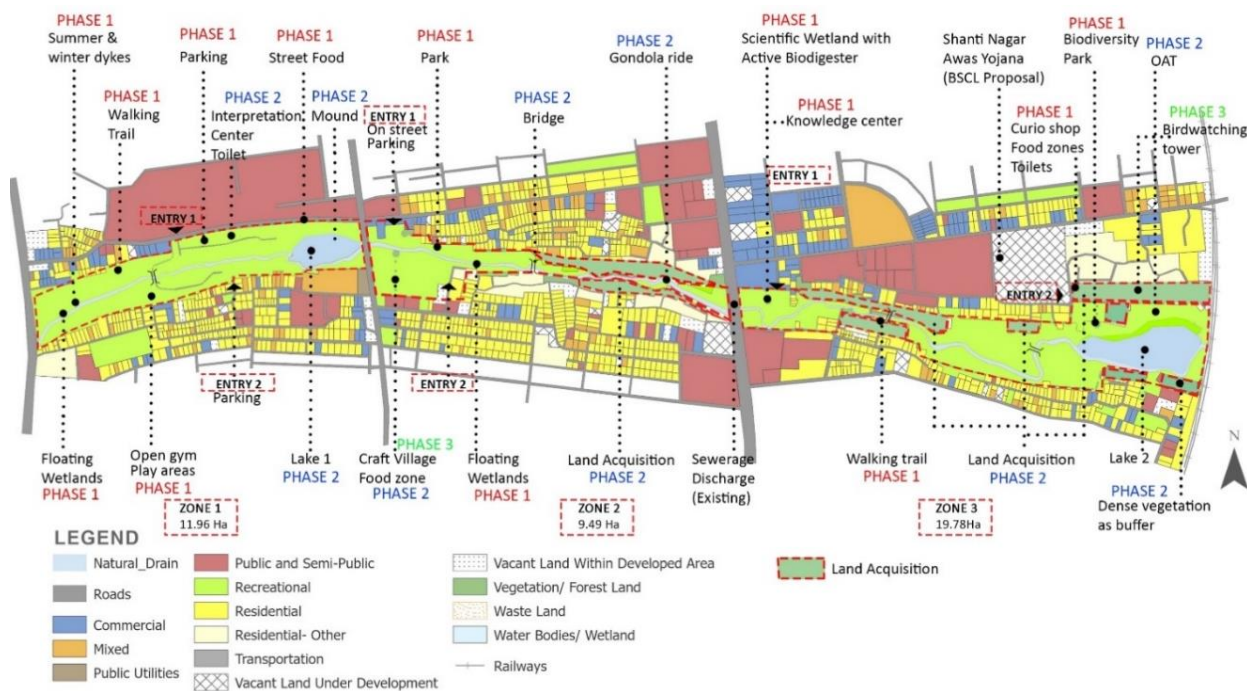 PHASE 1
Summer &
winter dykes
PHASE 1
Parking
PHASE 1
Street Food
PHASE 1
Park
PHASE 2
Gondola ride
PHASE 1
Scientific Wetland with
Active Biodigester
Shanti Nagar
Awas Yojana
(BSCL Proposal)
PHASE 1
Biodiversity
Park
PHASE 2
OAT
PHASE 1
Walking
Trail
PHASE 2
Interpretation
Center
Toilet
PHASE 2
Mound
ENTRY 1
On street
Parking
PHASE 2
Bridge
PHASE 1
Knowledge center
PHASE 1
Curio shop
Food zones
Toilets
PHASE 3
Birdwatching
tower
ENTRY 1
ENTRY 1
ENTRY 2
ENTRY 2
Parking
ENTRY 2
Floating
Wetlands
PHASE 1
Open gym
Play areas
PHASE 1
Lake 1
PHASE 2
PHASE 3
Craft Village
Food zone
PHASE 2
Floating
Wetlands
PHASE 1
Land Acquisition
PHASE 2
Sewerage
Discharge
(Existing)
Walking trail
PHASE 1
Land Acquisition
PHASE 2
Lake 2
PHASE 2
Dense vegetation
as buffer
N
ZONE 1
11.96 Ha
ZONE 2
9.49 Ha
ZONE 3
19.78Ha
LEGEND
Natural_Drain
Roads
Commercial
Mixed
Public Utilities
Public and Semi-Public
Recreational
Residential
Residential- Other
Transportation
Vacant Land Under Development
Vacant Land Within Developed Area
Vegetation/ Forest Land
Waste Land
Water Bodies/ Wetland
Railways
Land Acquisition